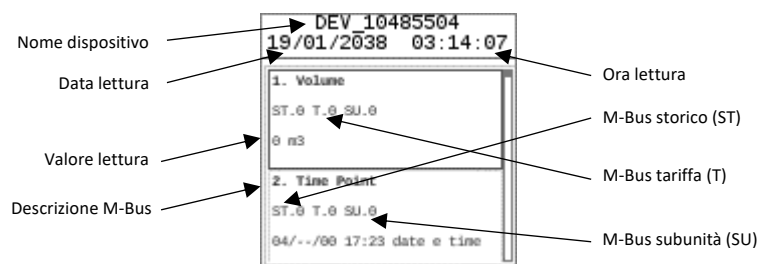 Nome dispositivo
Data lettura
Valore lettura
Descrizione M-Bus
DEV_10485504
19/01/2038 03:14:07
1. Volume
ST.0 T.0 SU.0
0 m3
2. Time Point
ST.0 T.0 SU.0
04/--/00 17:23 date e time
Ora lettura
M-Bus storico (ST)
M-Bus tariffa (T)
M-Bus subunità (SU)